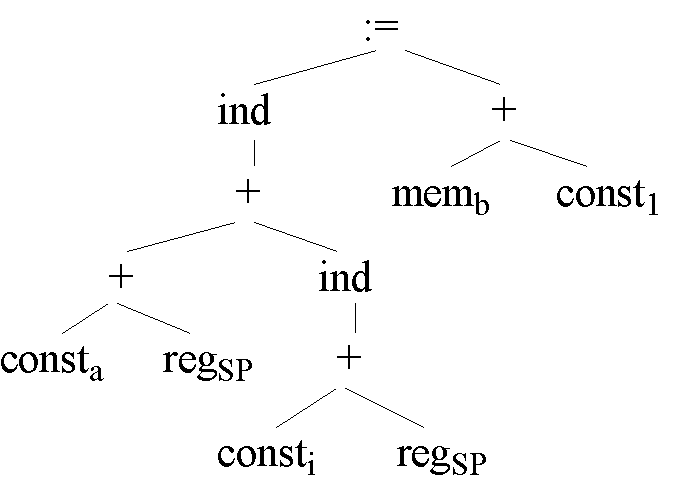 :=
ind +
+ mem_b const_1
+ ind
const_a reg_SP +
const_i reg_SP